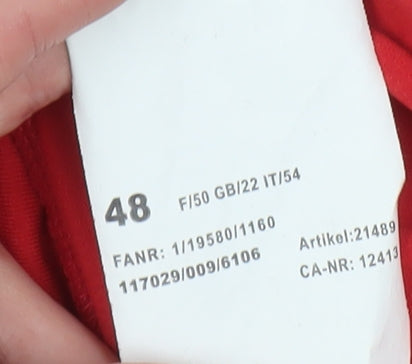 48 F/50 GB/22 IT/54
FANR: 1/19580/1160 Artikel:21489
117029/009/6106 CA-NR: 12413